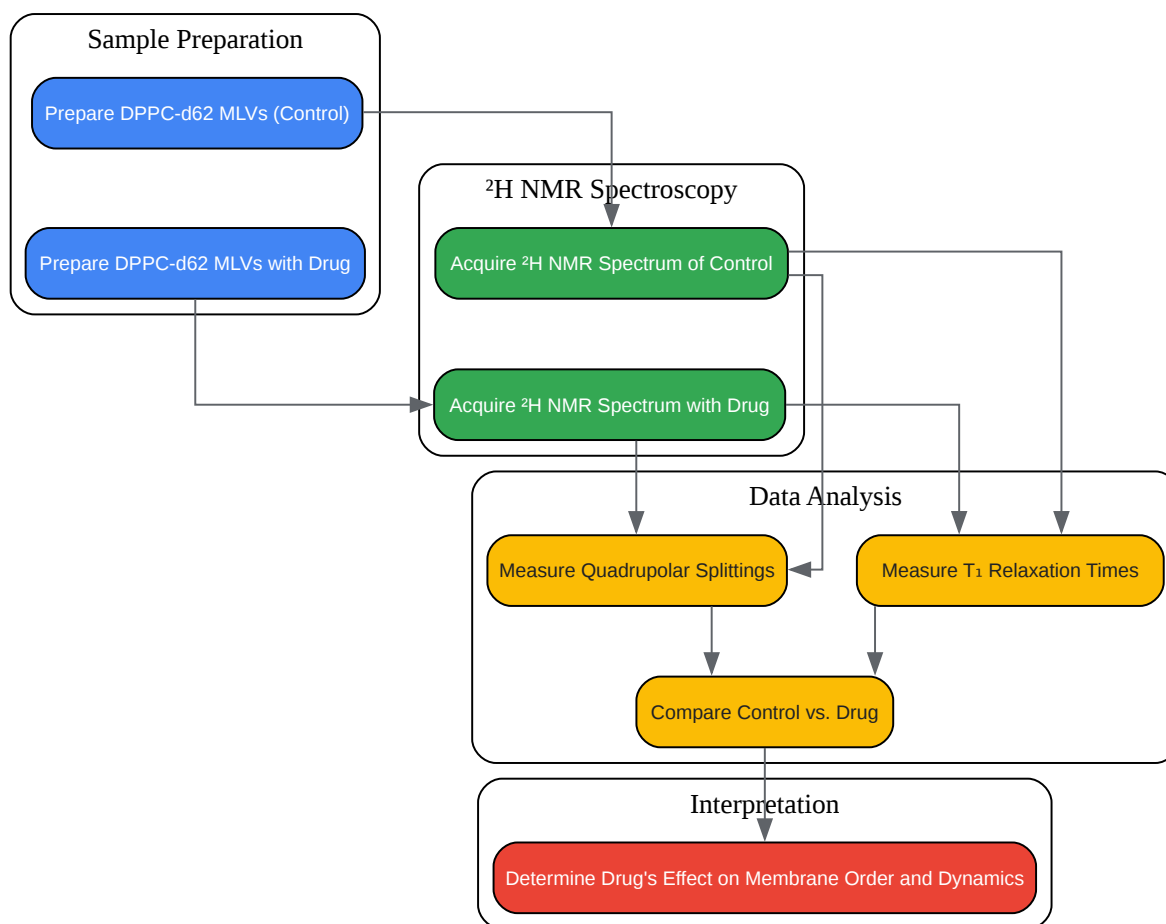 Sample Preparation
Prepare DPPC-d62 MLVs (Control)
Prepare DPPC-d62 MLVs with Drug
²H NMR Spectroscopy
Acquire ²H NMR Spectrum of Control
Acquire ²H NMR Spectrum with Drug
Data Analysis
Measure Quadrupolar Splittings
Measure T₁ Relaxation Times
Compare Control vs. Drug
Interpretation
Determine Drug's Effect on Membrane Order and Dynamics